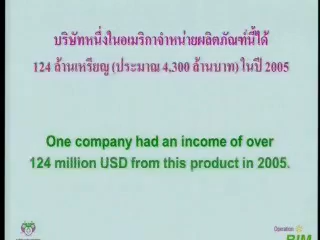 บริษัทหนึ่งในอเมริกาจำหน่ายผลิตภัณฑ์นี้ได้
124 ล้านเหรียญ (ประมาณ 4,300 ล้านบาท) ในปี 2005
One company had an income of over
124 million USD from this product in 2005.
Operation
BIM